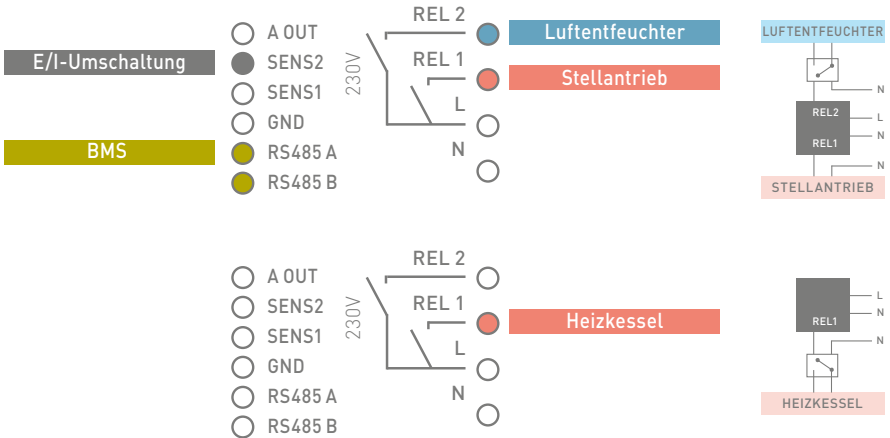 A OUT
E/I-Umschaltung
SENS2
SENS1
GND
BMS
RS485 A
RS485 B
230V
REL 2
Luftentfeuchter
REL 1
Stellantrieb
L
N
LUFTENTFEUCHTER
N
REL2
L
N
REL1
N
STELLANTRIEB
A OUT
SENS2
SENS1
GND
RS485 A
RS485 B
230V
REL 2
REL 1
Heizkessel
L
N
L
N
REL1
N
HEIZKESSEL